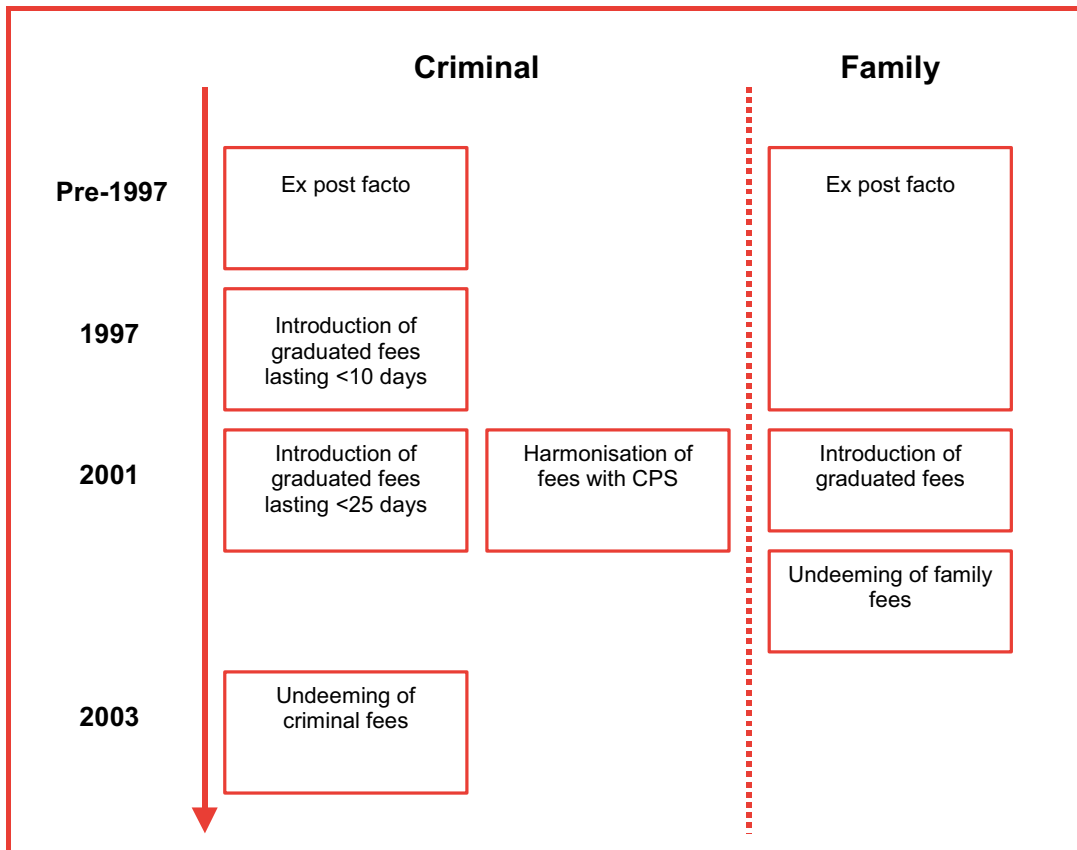 Criminal
Family
Pre-1997
Ex post facto
Ex post facto
1997
Introduction of
graduated fees
lasting <10 days
2001
Introduction of
graduated fees
lasting <25 days
Harmonisation of
fees with CPS
Introduction of
graduated fees
Undeeming of family
fees
2003
Undeeming of
criminal fees